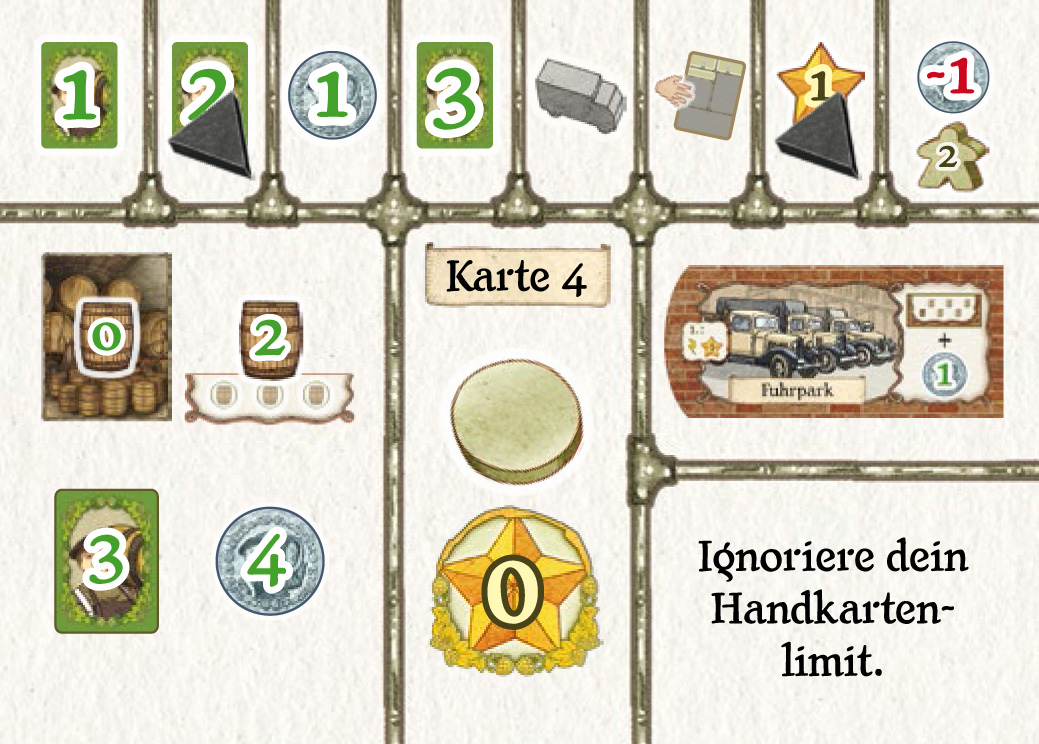 1 2 1 3 1 -1
2
Karte 4
0 2
1
Fuhrpark
3 4
0
Ignoriere dein
Handkarten-
limit.